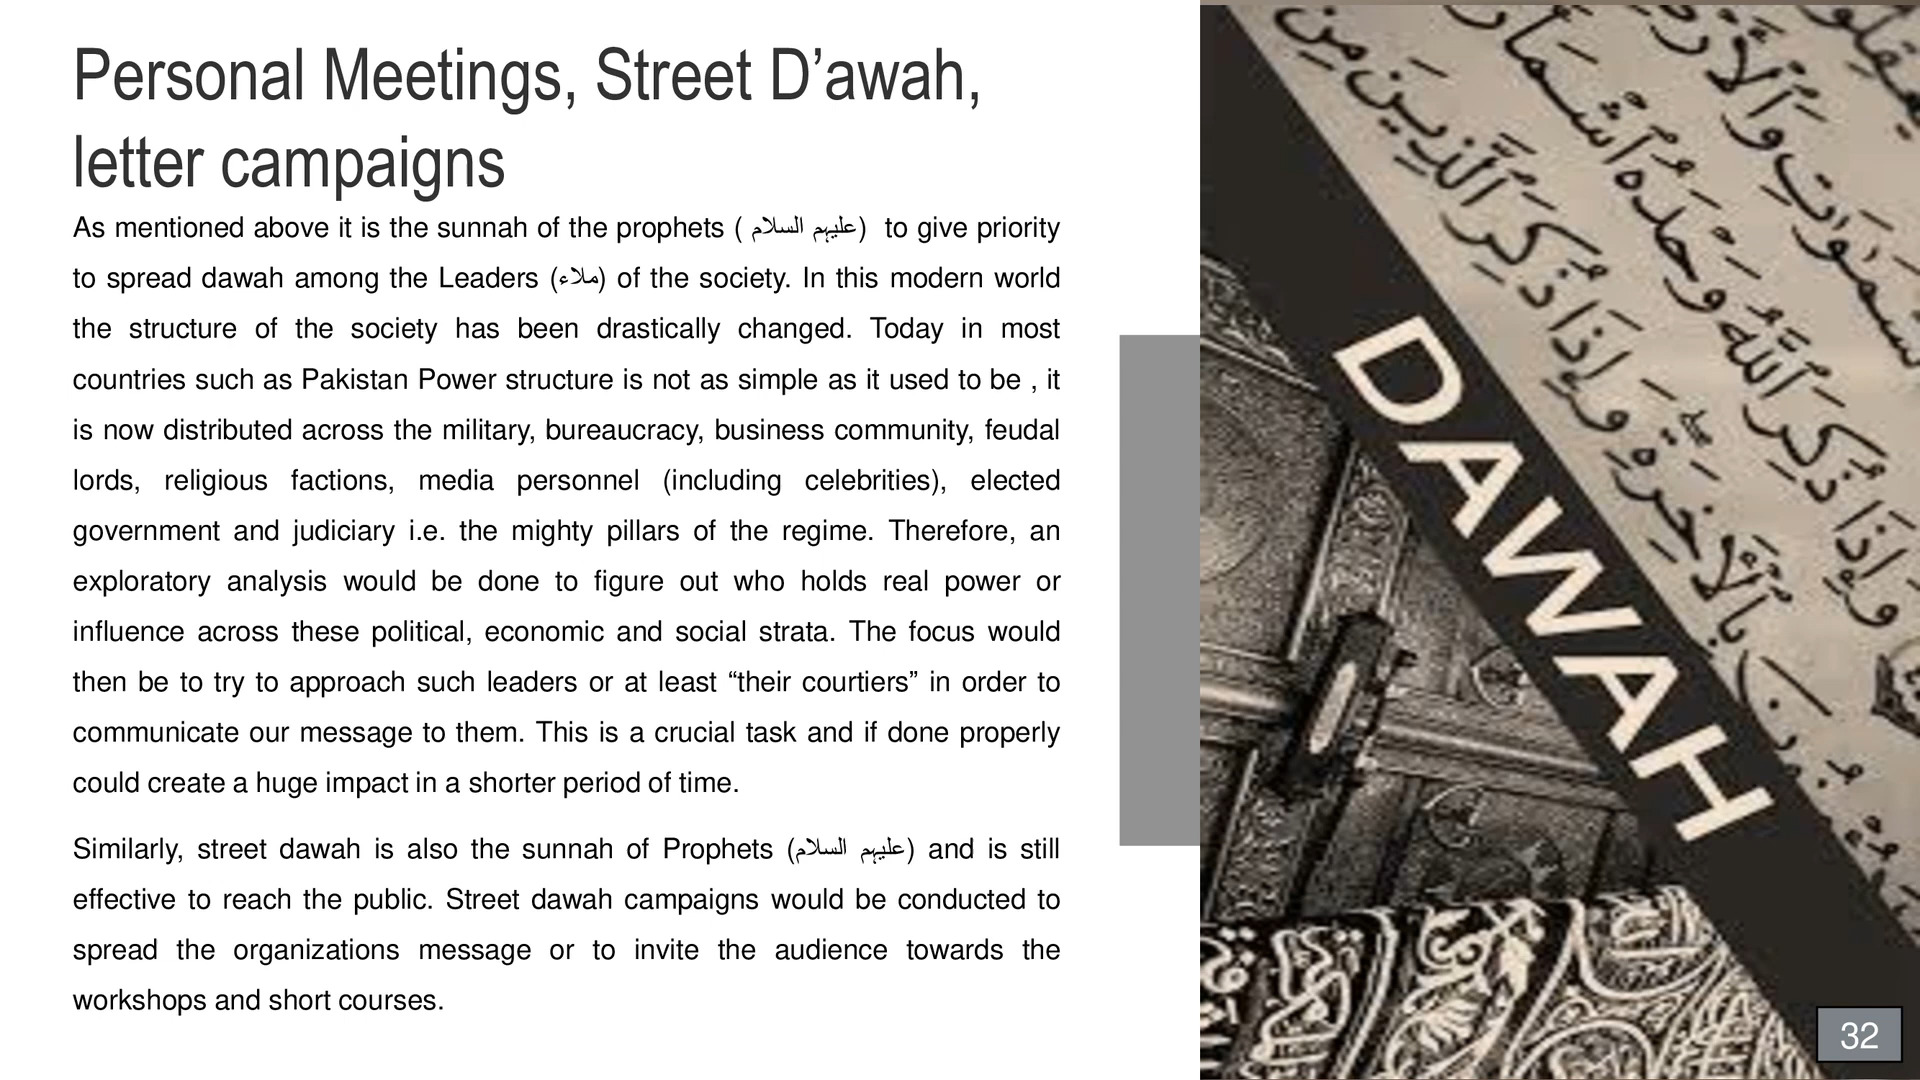 Personal Meetings, Street D’awah,
letter campaigns
As mentioned above it is the sunnah of the prophets ( علیہم السلام) to give priority
to spread dawah among the Leaders (ملاء) of the society. In this modern world
the structure of the society has been drastically changed. Today in most
countries such as Pakistan Power structure is not as simple as it used to be , it
is now distributed across the military, bureaucracy, business community, feudal
lords, religious factions, media personnel (including celebrities), elected
government and judiciary i.e. the mighty pillars of the regime. Therefore, an
exploratory analysis would be done to figure out who holds real power or
influence across these political, economic and social strata. The focus would
then be to try to approach such leaders or at least “their courtiers” in order to
communicate our message to them. This is a crucial task and if done properly
could create a huge impact in a shorter period of time.
Similarly, street dawah is also the sunnah of Prophets (علیہم السلام) and is still
effective to reach the public. Street dawah campaigns would be conducted to
spread the organizations message or to invite the audience towards the
workshops and short courses.
DAWAH
32